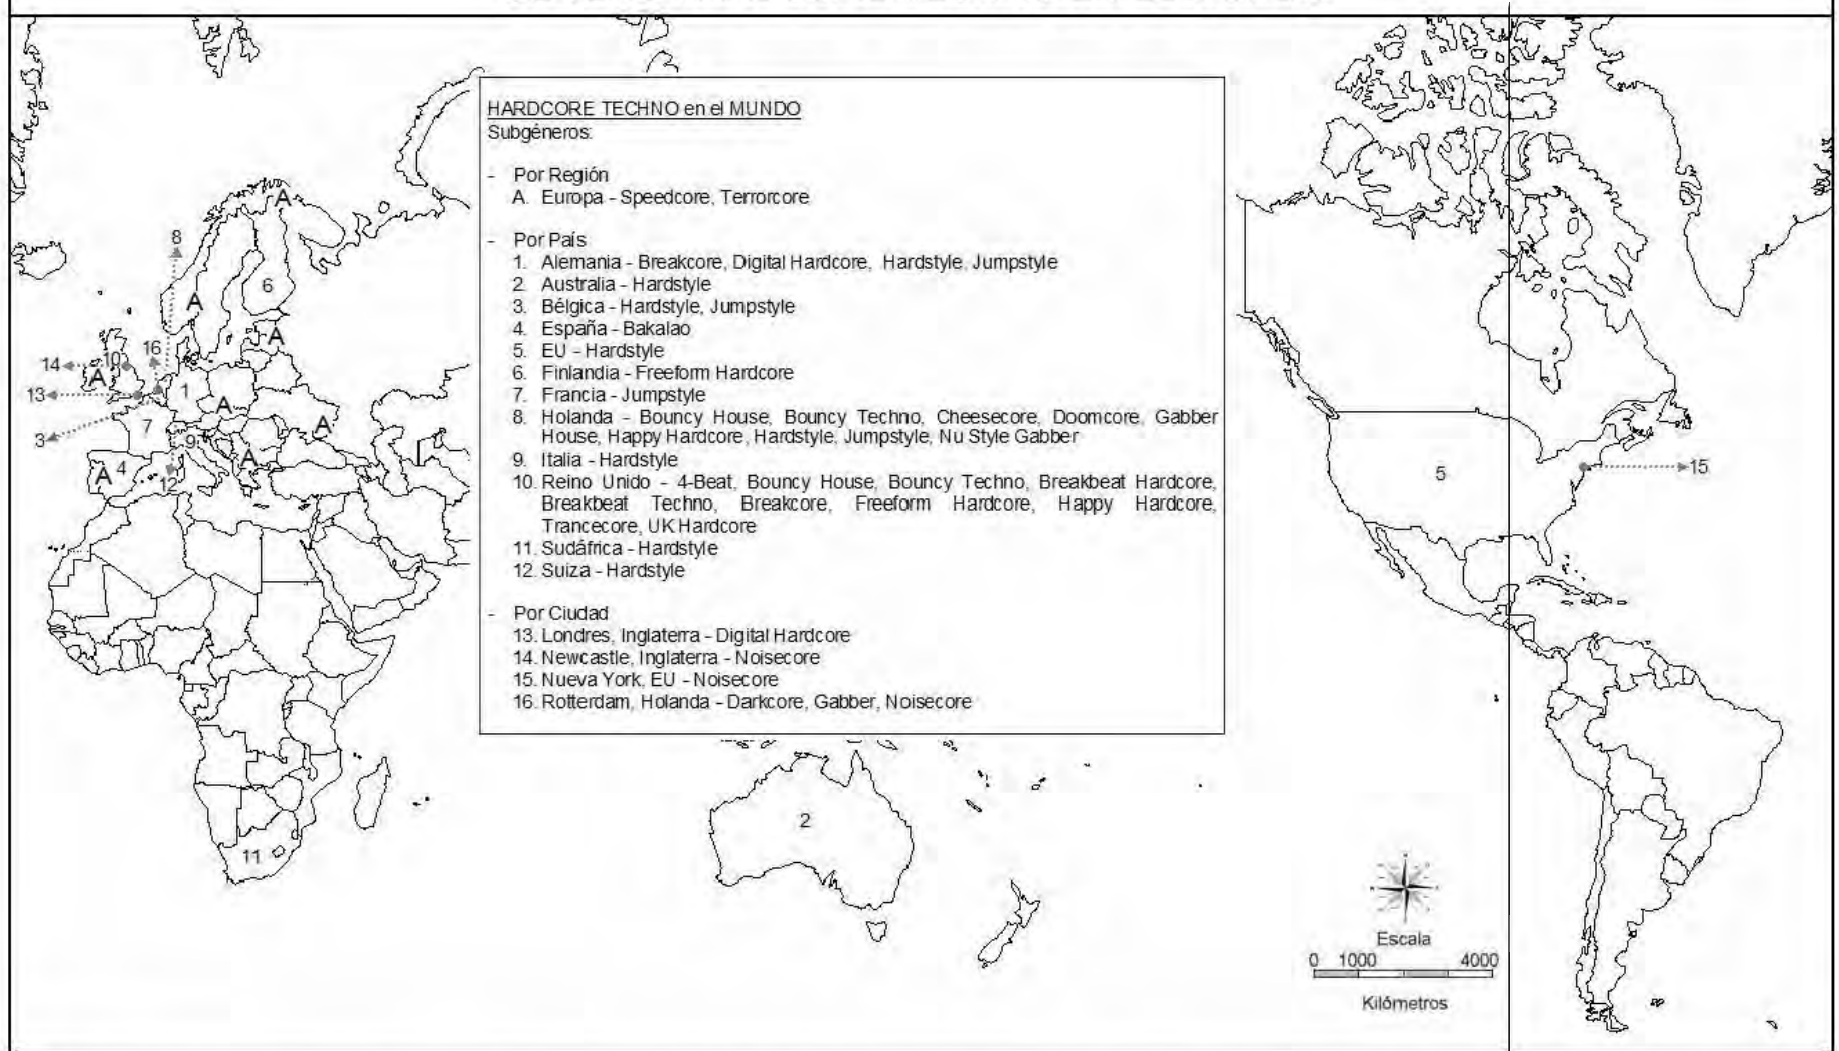 HARDCORE TECHNO en el MUNDO
Subgéneros:
- Por Región
A. Europa - Speedcore, Terrorcore
- Por País
1. Alemania - Breakcore, Digital Hardcore, Hardstyle, Jumpstyle
2. Australia - Hardstyle
3. Bélgica - Hardstyle, Jumpstyle
4. España - Bakalao
5. EU - Hardstyle
6. Finlandia - Freeform Hardcore
7. Francia - Jumpstyle
8. Holanda - Bouncy House, Bouncy Techno, Cheesecore, Doomcore, Gabber
House, Happy Hardcore, Hardstyle, Jumpstyle, Nu Style Gabber
9. Italia - Hardstyle
10. Reino Unido - 4-Beat, Bouncy House, Bouncy Techno, Breakbeat Hardcore,
Breakbeat Techno, Breakcore, Freeform Hardcore, Happy Hardcore,
Trancecore, UK Hardcore
11. Sudáfrica - Hardstyle
12. Suiza - Hardstyle
- Por Ciudad
13. Londres, Inglaterra - Digital Hardcore
14. Newcastle, Inglaterra - Noisecore
15. Nueva York, EU - Noisecore
16. Rotterdam, Holanda - Darkcore, Gabber, Noisecore
A
8
6
A
A
16
14
10
A
13
1
A
7
A
3
9
A
A 4
12
11
2
5
15
Escala
0 1000 4000
Kilómetros